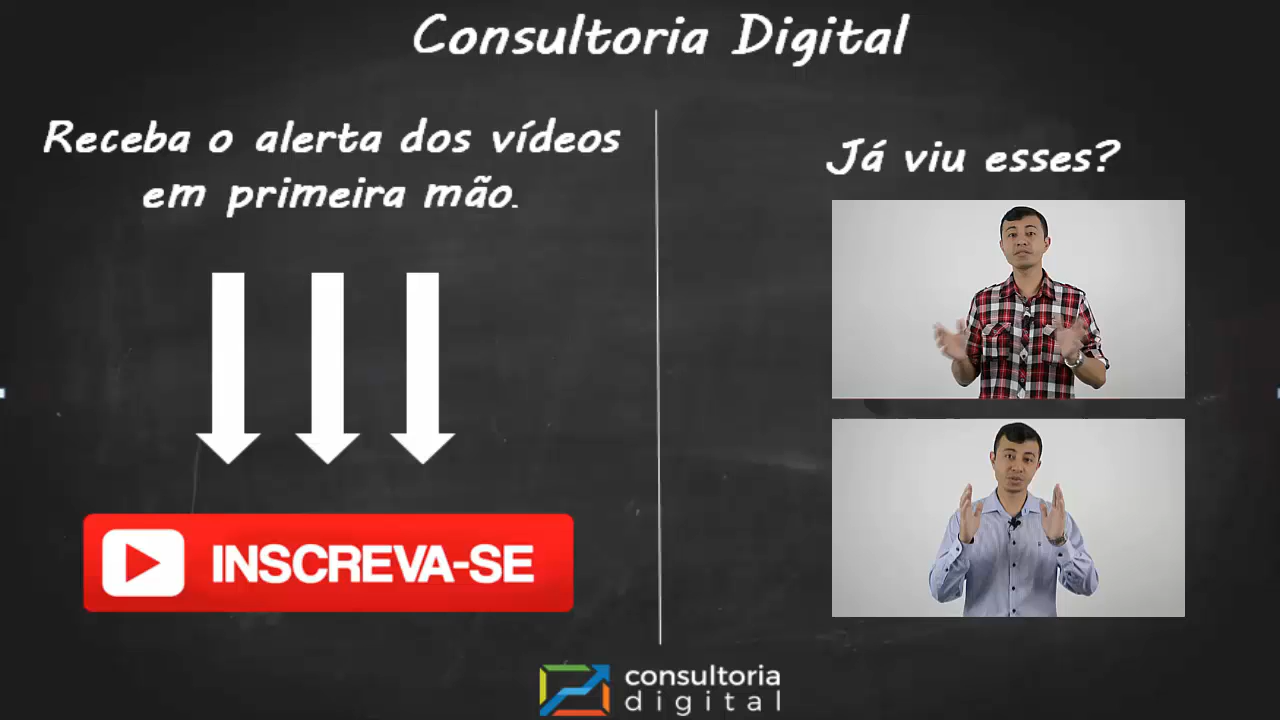 Consultoria Digital
Receba o alerta dos vídeos
em primeira mão.
INSCREVA-SE
Já viu esses?
consultoria
digital